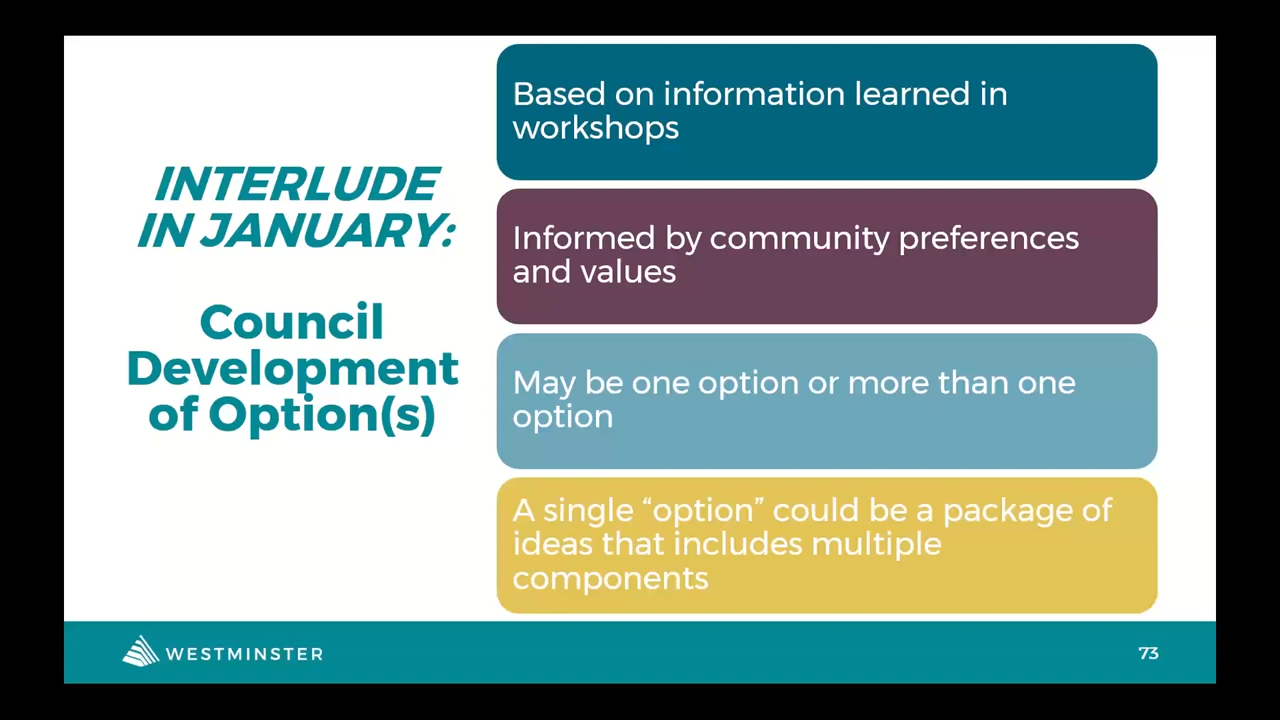 INTERLUDE
IN JANUARY:
Council
Development
of Option(s)
Based on information learned in
workshops
Informed by community preferences
and values
May be one option or more than one
option
A single “option” could be a package of
ideas that includes multiple
components
WESTMINSTER
73